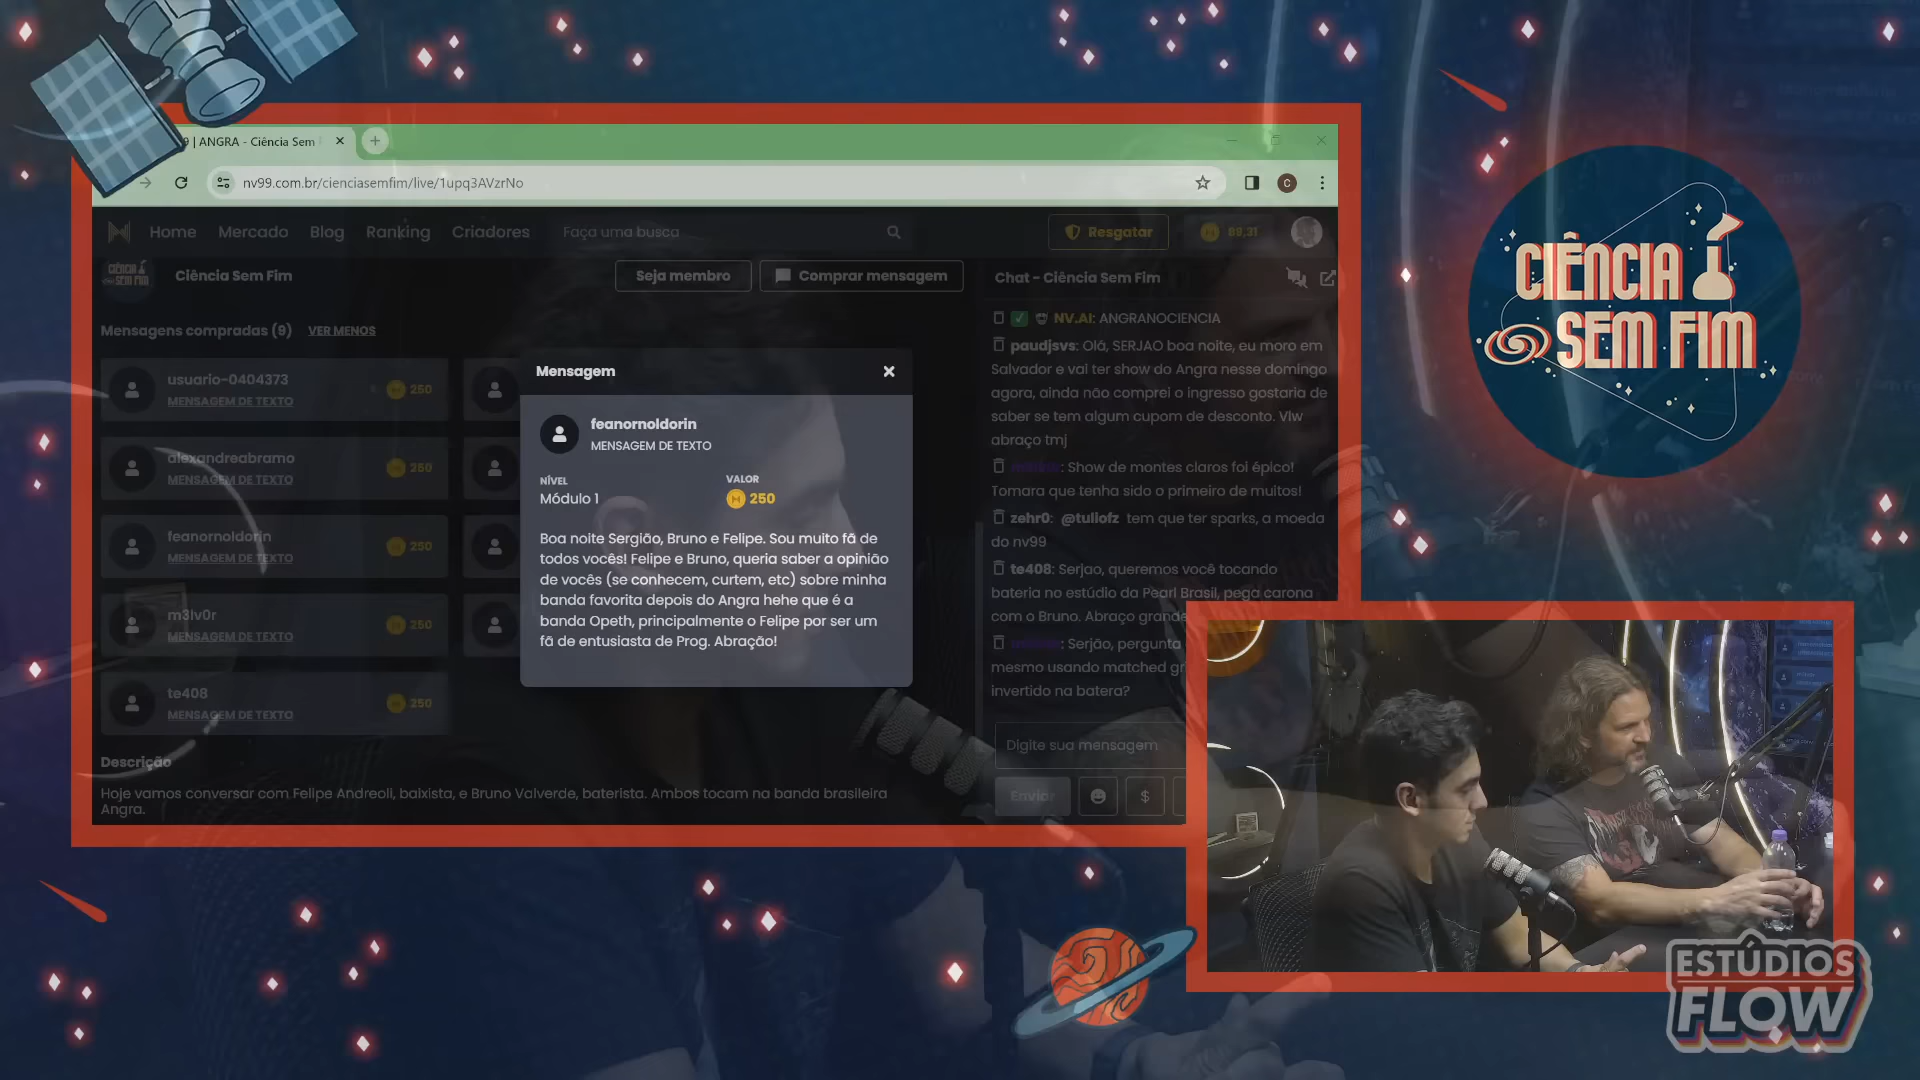 9 | ANGRA - Ciência Sem
nv99.com.br/cienciasemfim/live/1upq3AVzrNo
C
Home Mercado Blog Ranking Criadores
Faça uma busca
Resgatar
89,31
CIÊNCIA SEM FIM
Ciência Sem Fim
Seja membro
Comprar mensagem
Mensagens compradas (9) VER MENOS
usuario-0404373
MENSAGEM DE TEXTO
250
alexandreabramo
MENSAGEM DE TEXTO
250
feanornoldorin
MENSAGEM DE TEXTO
250
m3lv0r
MENSAGEM DE TEXTO
250
te408
MENSAGEM DE TEXTO
250
Descrição
Hoje vamos conversar com Felipe Andreoli, baixista, e Bruno Valverde, baterista. Ambos tocam na banda brasileira
Angra.
Mensagem
feanornoldorin
MENSAGEM DE TEXTO
NÍVEL
Módulo 1
VALOR
250
Boa noite Sergião, Bruno e Felipe. Sou muito fã de
todos vocês! Felipe e Bruno, queria saber a opinião
de vocês (se conhecem, curtem, etc) sobre minha
banda favorita depois do Angra hehe que é a
banda Opeth, principalmente o Felipe por ser um
fã de entusiasta de Prog. Abração!
Chat - Ciência Sem Fim
NV.AI: ANGRANOCIENCIA
paudjsvs: Olá, SERJAO boa noite, eu moro em
Salvador e vai ter show do Angra nesse domingo
agora, ainda não comprei o ingresso gostaria de
saber se tem algum cupom de desconto. Vlw
abraço tmj
: Show de montes claros foi épico!
Tomara que tenha sido o primeiro de muitos!
zehr0: @tuliofz tem que ter sparks, a moeda
do nv99
te408: Serjao, queremos você tocando
bateria no estúdio da Pearl Brasil, pega carona
com o Bruno. Abraço grande
: Serjão, pergunta
mesmo usando matched gr
invertido na batera?
Digite sua mensagem
Enviar
$
CIÊNCIA
SEM FIM
ESTÚDIOS
FLOW